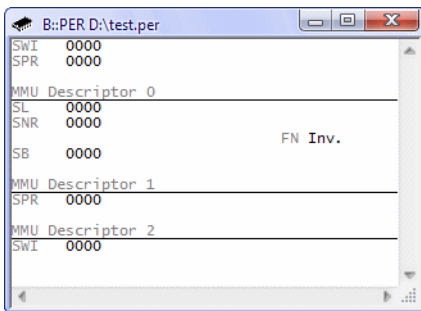 B::PER D:\test.per
SWI 0000
SPR 0000
MMU Descriptor 0
SL 0000
SNR 0000
FN Inv.
SB 0000
MMU Descriptor 1
SPR 0000
MMU Descriptor 2
SWI 0000